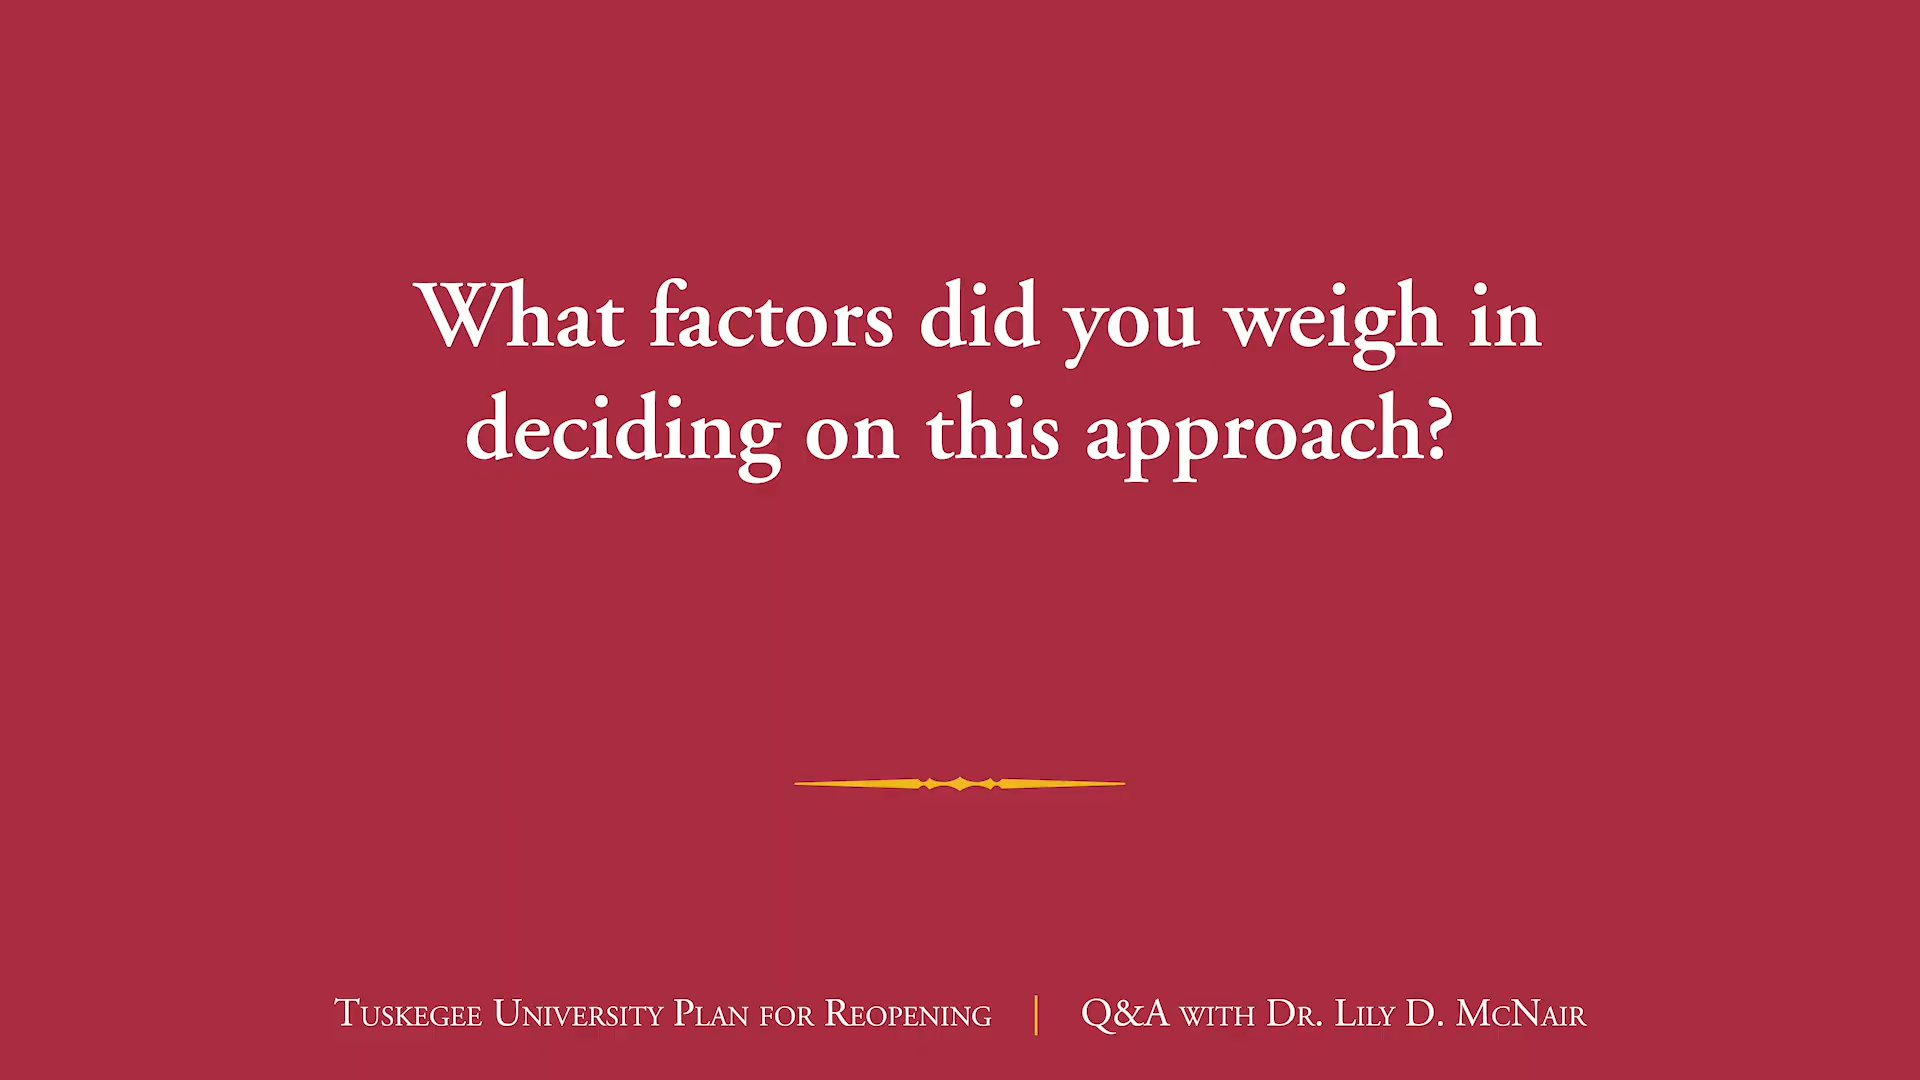 What factors did you weigh in
deciding on this approach?
Tuskegee University Plan for Reopening | Q&A with Dr. Lily D. McNair